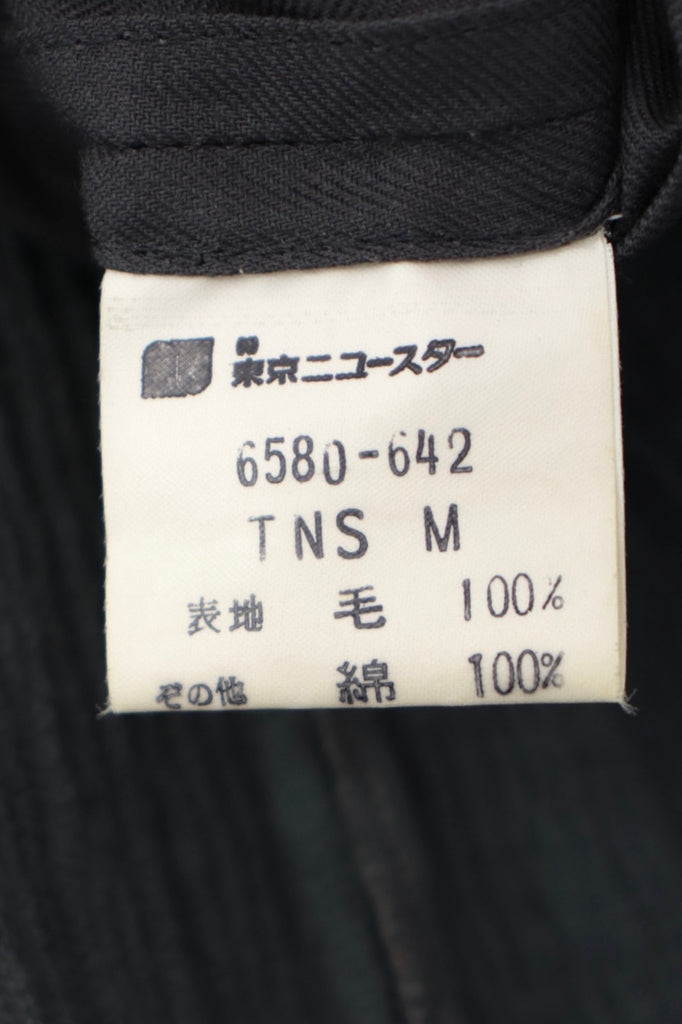 東京ニュースター
6580-642
TNS M
表地 毛 100%
その他 綿 100%